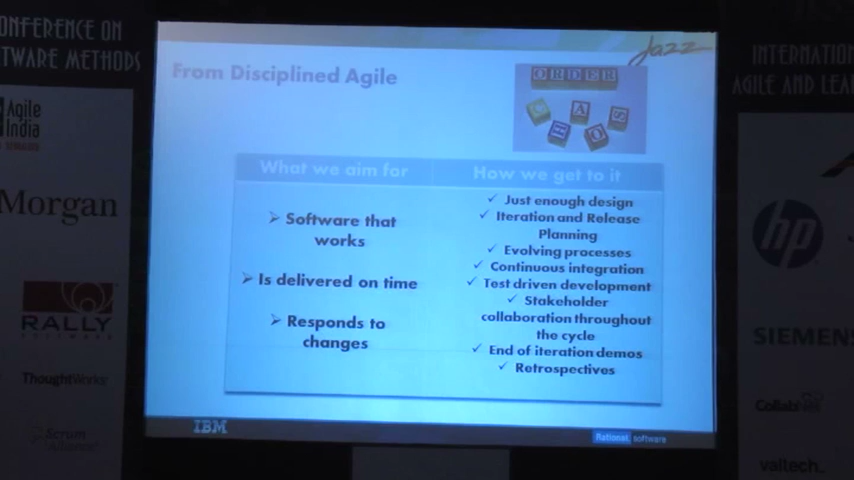 ONFERENCE ON
TWARE METHODS
Agile
India
Morgan
RALLY
SOFTWARE
ThoughtWorks
Scrum
Jazz
From Disciplined Agile
ORDER
C
A
S
O
What we aim for
How we get to it
➢ Software that
works
➢ Is delivered on time
➢ Responds to
changes
✓ Just enough design
✓ Iteration and Release
Planning
✓ Evolving processes
✓ Continuous integration
✓ Test driven development
✓ Stakeholder
collaboration throughout
the cycle
✓ End of iteration demos
✓ Retrospectives
IBM
Rational. software
INTERNATION
AGILE AND LEA
hp
SIEMENS
CollabNet
valtech.